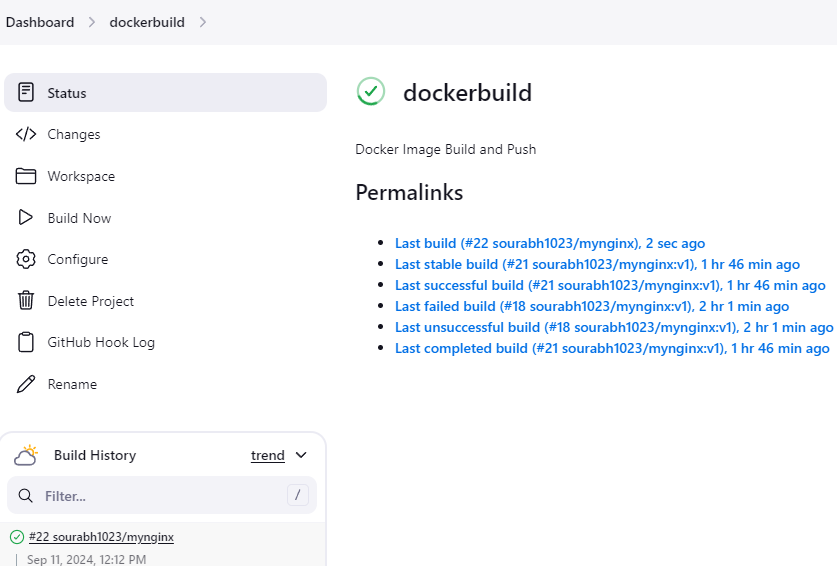 Dashboard > dockerbuild >
Status
Changes
Workspace
Build Now
Configure
Delete Project
GitHub Hook Log
Rename
Build History
trend
Filter...
/
#22 sourabh1023/mynginx
Sep 11, 2024, 12:12 PM
dockerbuild
Docker Image Build and Push
Permalinks
Last build (#22 sourabh1023/mynginx), 2 sec ago
Last stable build (#21 sourabh1023/mynginx:v1), 1 hr 46 min ago
Last successful build (#21 sourabh1023/mynginx:v1), 1 hr 46 min ago
Last failed build (#18 sourabh1023/mynginx:v1), 2 hr 1 min ago
Last unsuccessful build (#18 sourabh1023/mynginx:v1), 2 hr 1 min ago
Last completed build (#21 sourabh1023/mynginx:v1), 1 hr 46 min ago